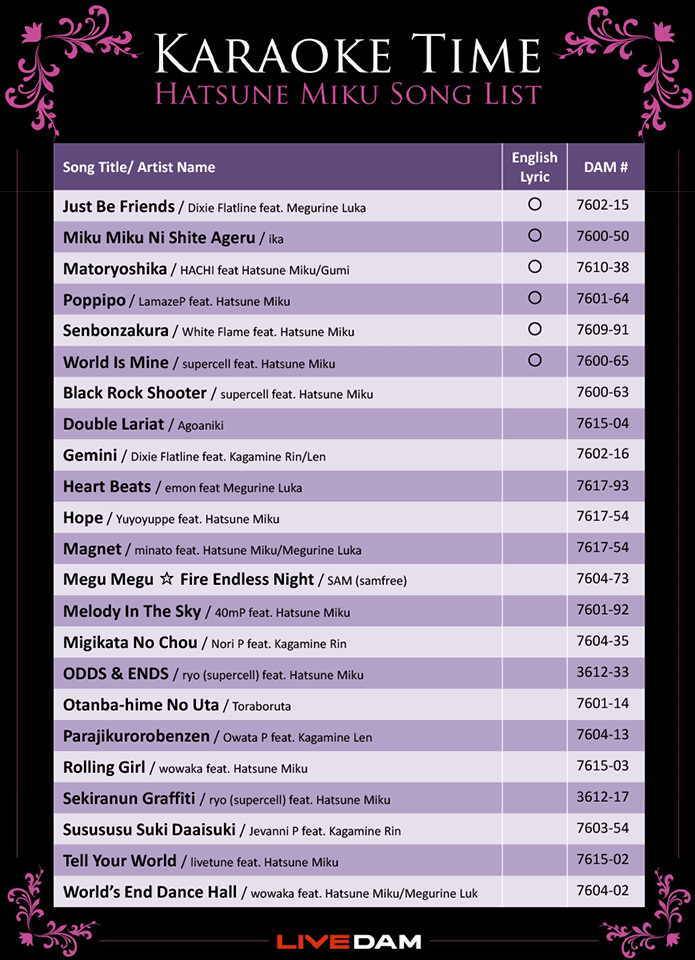 KARAOKE TIME
HATSUNE MIKU SONG LIST
Song Title/ Artist Name English Lyric DAM #
Just Be Friends / Dixie Flatline feat. Megurine Luka ○ 7602-15
Miku Miku Ni Shite Ageru / ika ○ 7600-50
Matoryoshika / HACHI feat Hatsune Miku/Gumi ○ 7610-38
Poppipo / LamazeP feat. Hatsune Miku ○ 7601-64
Senbonzakura / White Flame feat. Hatsune Miku ○ 7609-91
World Is Mine / supercell feat. Hatsune Miku ○ 7600-65
Black Rock Shooter / supercell feat. Hatsune Miku 7600-63
Double Lariat / Agoaniki 7615-04
Gemini / Dixie Flatline feat. Kagamine Rin/Len 7602-16
Heart Beats / emon feat Megurine Luka 7617-93
Hope / Yuyoyuppe feat. Hatsune Miku 7617-54
Magnet / minato feat. Hatsune Miku/Megurine Luka 7617-54
Megu Megu ☆ Fire Endless Night / SAM (samfree) 7604-73
Melody In The Sky / 40mP feat. Hatsune Miku 7601-92
Migikata No Chou / Nori P feat. Kagamine Rin 7604-35
ODDS & ENDS / ryo (supercell) feat. Hatsune Miku 3612-33
Otanba-hime No Uta / Toraboruta 7601-14
Parajikurorobenzen / Owata P feat. Kagamine Len 7604-13
Rolling Girl / wowaka feat. Hatsune Miku 7615-03
Sekiranun Graffiti / ryo (supercell) feat. Hatsune Miku 3612-17
Sususususu Suki Daaisuki / Jevanni P feat. Kagamine Rin 7603-54
Tell Your World / livetune feat. Hatsune Miku 7615-02
World's End Dance Hall / wowaka feat. Hatsune Miku/Megurine Luk 7604-02
LIVEDAM